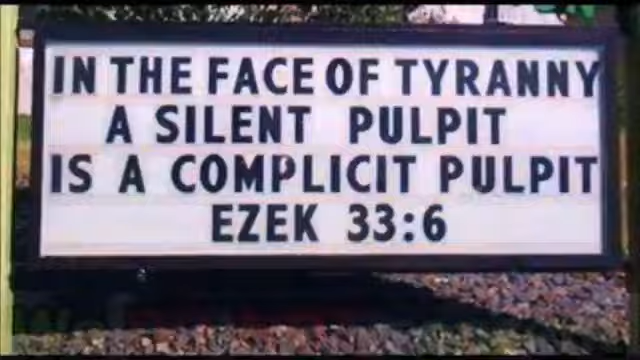 IN THE FACE OF TYRANNY
A SILENT PULPIT
IS A COMPLICIT PULPIT
EZEK 33:6